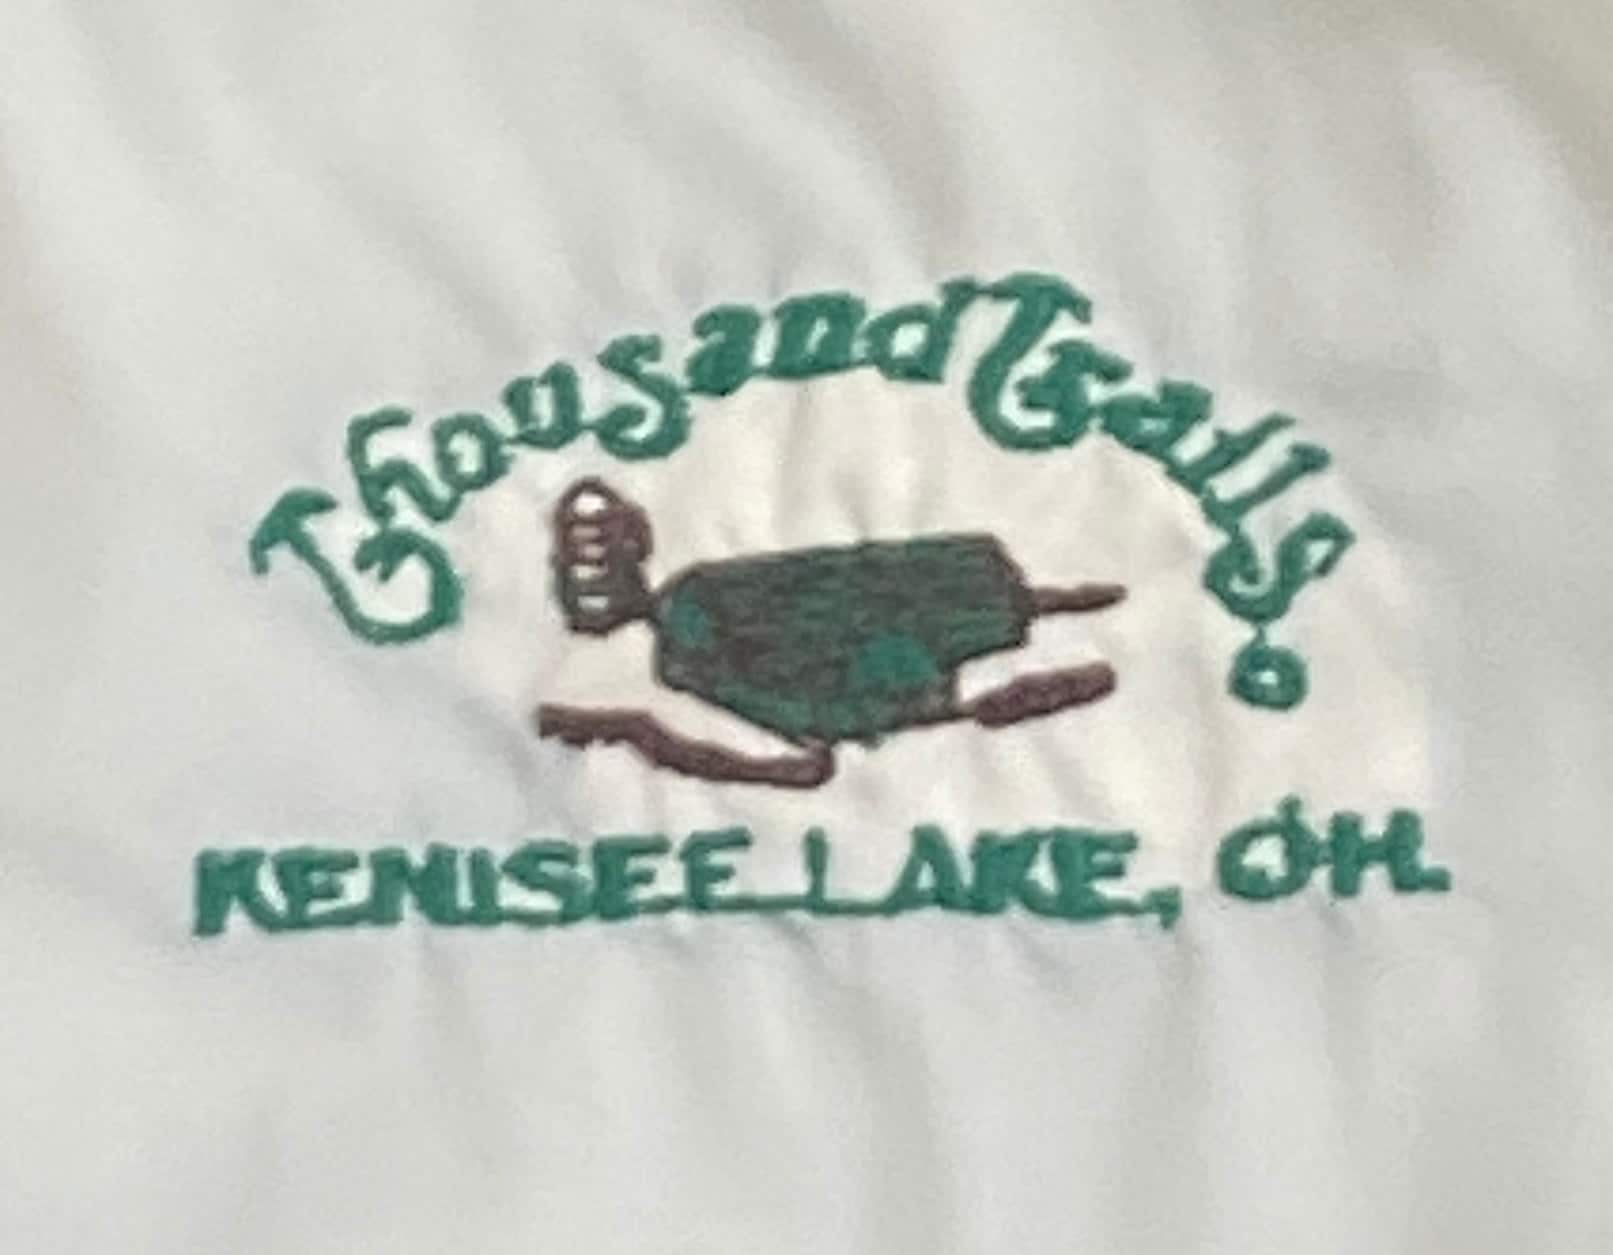 Thousand Trails
KENISEE LAKE, OH.